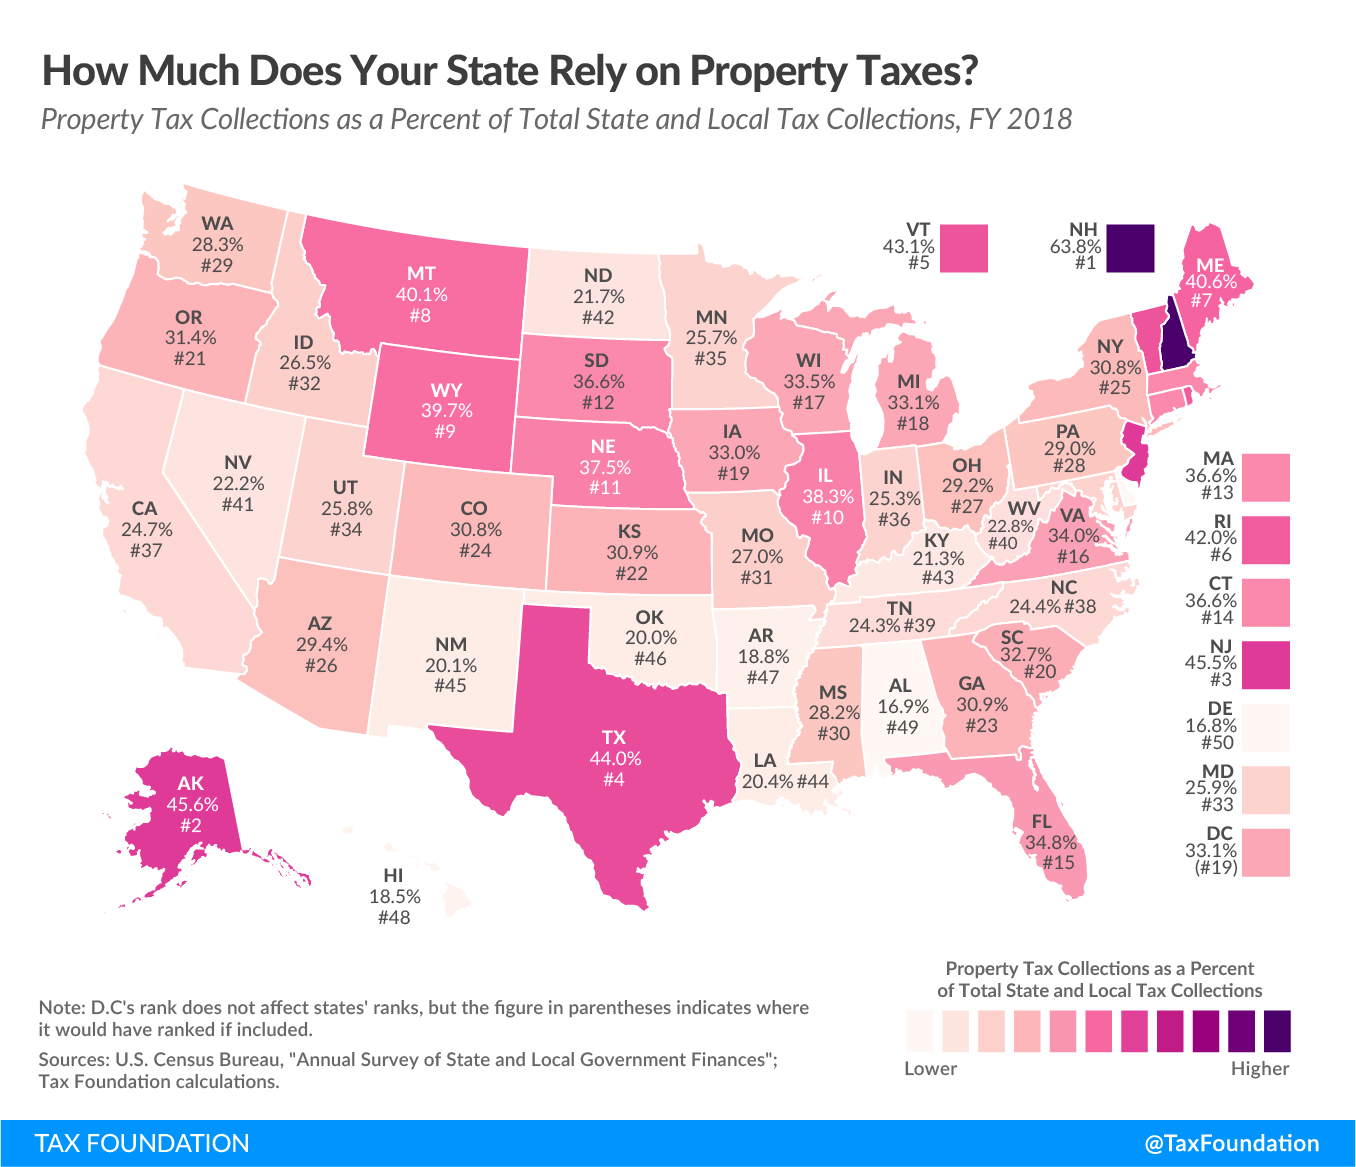 How Much Does Your State Rely on Property Taxes?
Property Tax Collections as a Percent of Total State and Local Tax Collections, FY 2018
WA
28.3%
#29
OR
31.4%
#21
ID
26.5%
#32
MT
40.1%
#8
WY
39.7%
#9
ND
21.7%
#42
SD
36.6%
#12
NE
37.5%
#11
MN
25.7%
#35
WI
33.5%
#17
MI
33.1%
#18
IA
33.0%
#19
IL
38.3%
#10
IN
25.3%
#36
OH
29.2%
#27
VT
43.1%
#5
NH
63.8%
#1
ME
40.6%
#7
NY
30.8%
#25
PA
29.0%
#28
CA
24.7%
#37
NV
22.2%
#41
UT
25.8%
#34
CO
30.8%
#24
KS
30.9%
#22
MO
27.0%
#31
KY
21.3%
#43
WV
22.8%
#40
VA
34.0%
#16
MA
36.6%
#13
RI
42.0%
#6
CT
36.6%
#14
NJ
45.5%
#3
DE
16.8%
#50
MD
25.9%
#33
DC
33.1%
(#19)
AZ
29.4%
#26
NM
20.1%
#45
OK
20.0%
#46
AR
18.8%
#47
TN
24.3% #39
NC
24.4% #38
SC
32.7%
#20
TX
44.0%
#4
LA
20.4% #44
MS
28.2%
#30
AL
16.9%
#49
GA
30.9%
#23
FL
34.8%
#15
AK
45.6%
#2
HI
18.5%
#48
Property Tax Collections as a Percent
of Total State and Local Tax Collections
Lower
Higher
Note: D.C's rank does not affect states' ranks, but the figure in parentheses indicates where
it would have ranked if included.
Sources: U.S. Census Bureau, "Annual Survey of State and Local Government Finances";
Tax Foundation calculations.
TAX FOUNDATION
@TaxFoundation